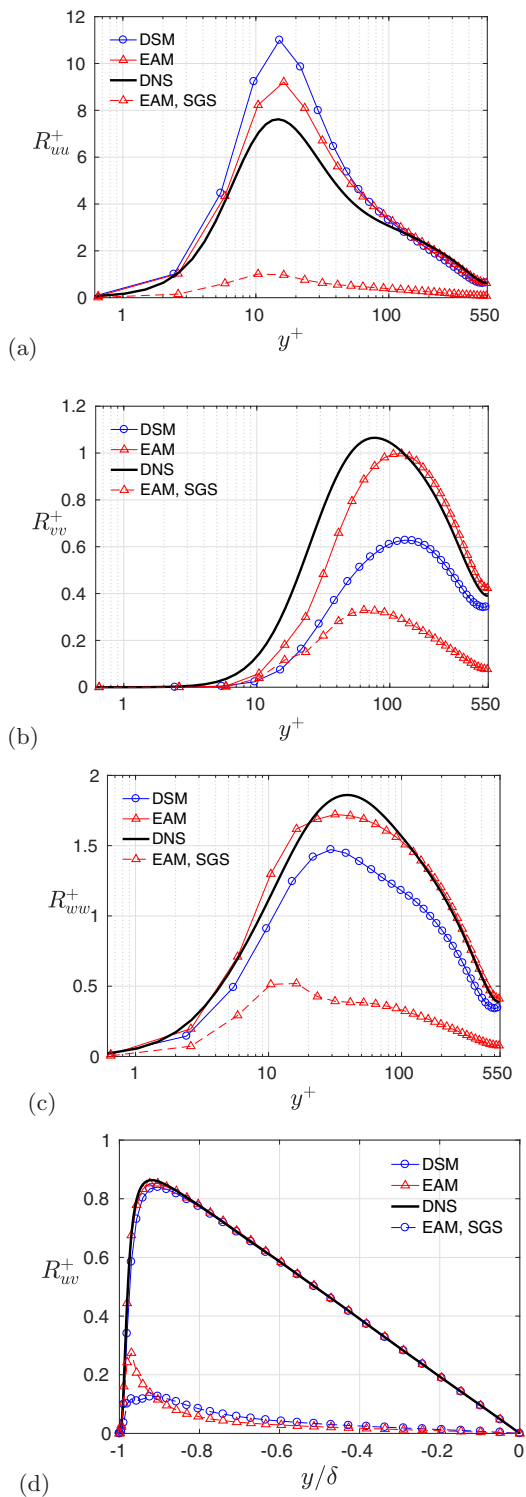 12
10
8
6
4
2
0
R⁺uu
DSM
EAM
DNS
EAM, SGS
1
10
100
550
y⁺
(a)
1.2
1
0.8
0.6
0.4
0.2
0
R⁺vv
DSM
EAM
DNS
EAM, SGS
1
10
100
550
y⁺
(b)
2
1.5
1
0.5
0
R⁺ww
DSM
EAM
DNS
EAM, SGS
1
10
100
550
y⁺
(c)
1
0.8
0.6
0.4
0.2
0
R⁺uv
DSM
EAM
DNS
EAM, SGS
-1
-0.8
-0.6
-0.4
-0.2
0
y/δ
(d)